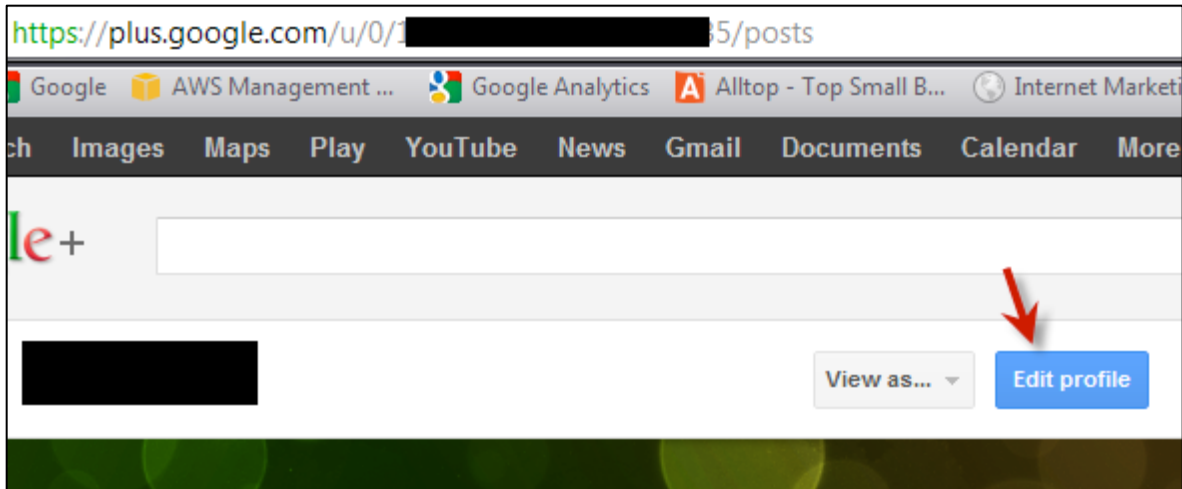 https://plus.google.com/u/0/1 35/posts
Google AWS Management ... Google Analytics Alltop - Top Small B... Internet Marketi
ch Images Maps Play YouTube News Gmail Documents Calendar More
le+
View as... Edit profile